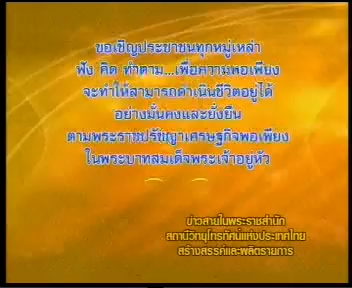 ขอเชิญประชาชนทุกหมู่เหล่า
ฟัง คิด ทำตาม...เพื่อความพอเพียง
จะทำให้สามารถดำเนินชีวิตอยู่ได้
อย่างมั่นคงและยั่งยืน
ตามพระราชปรัชญาเศรษฐกิจพอเพียง
ในพระบาทสมเด็จพระเจ้าอยู่หัว
ข่าวสายในพระราชสำนัก
สถานีวิทยุโทรทัศน์แห่งประเทศไทย
สร้างสรรค์และผลิตรายการ